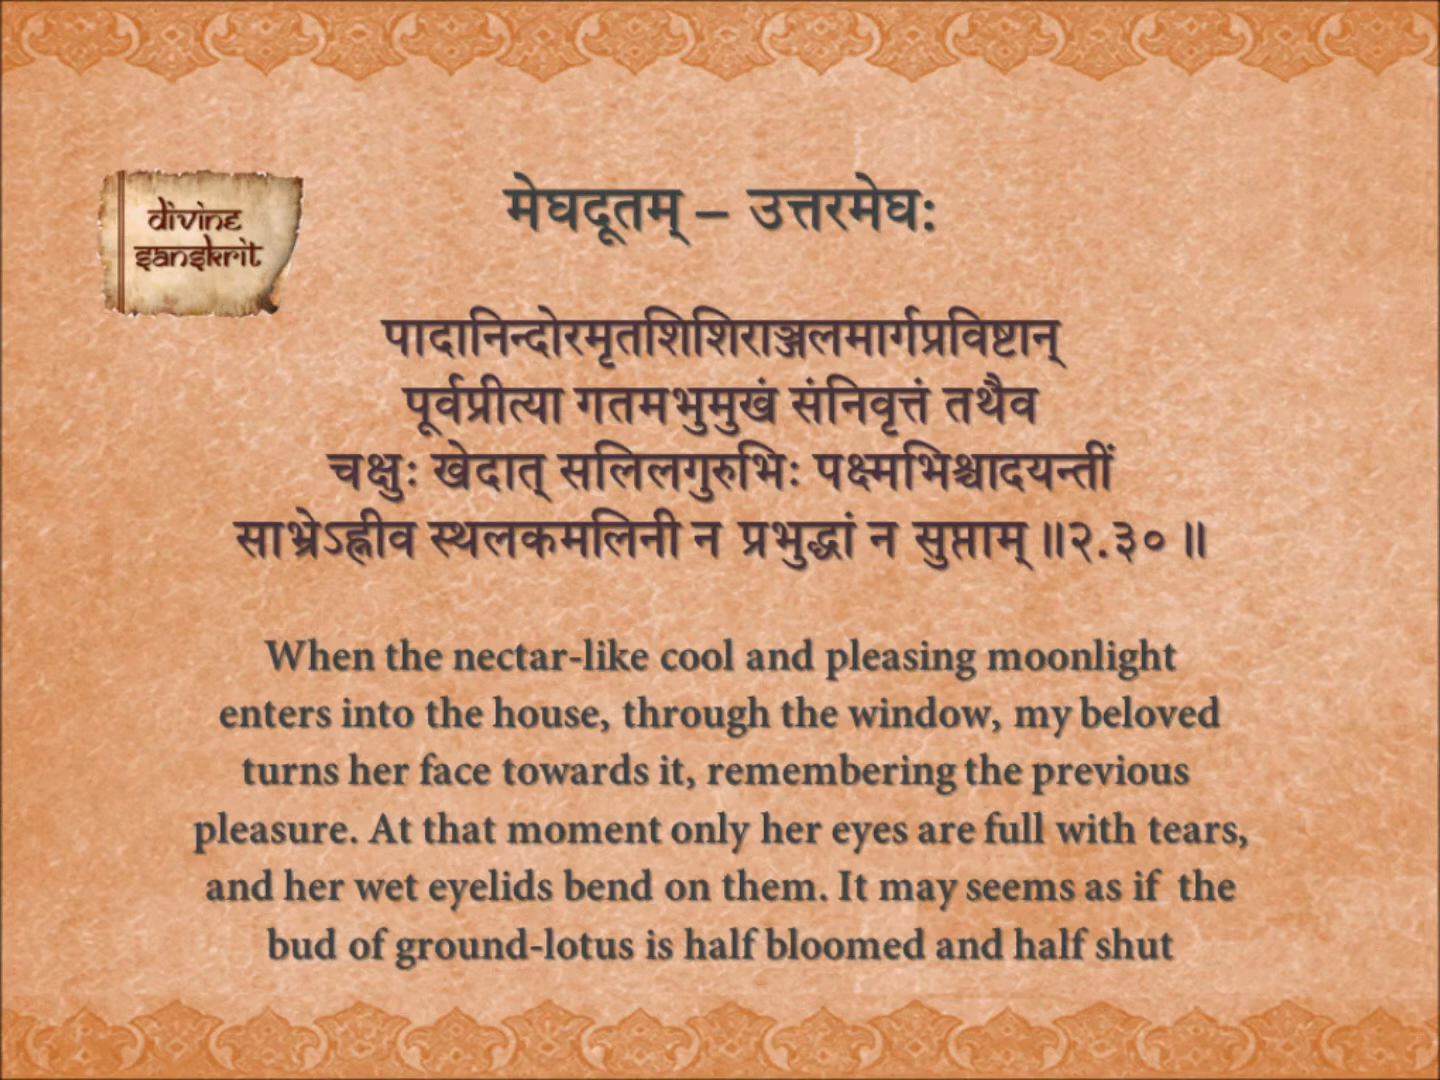 divine
sanskrit
मेघदूतम् – उत्तरमेघः
पादानिन्दोरमृतशिशिराञ्जलमार्गप्रविष्टान्
पूर्वप्रीत्या गतमभुमुखं संनिवृत्तं तथैव
चक्षुः खेदात् सलिलगुरुभिः पक्ष्मभिश्चादयन्तीं
साभ्रेऽह्नीव स्थलकमलिनी न प्रभुद्धां न सुप्ताम् ॥२.३० ॥
When the nectar-like cool and pleasing moonlight
enters into the house, through the window, my beloved
turns her face towards it, remembering the previous
pleasure. At that moment only her eyes are full with tears,
and her wet eyelids bend on them. It may seems as if the
bud of ground-lotus is half bloomed and half shut